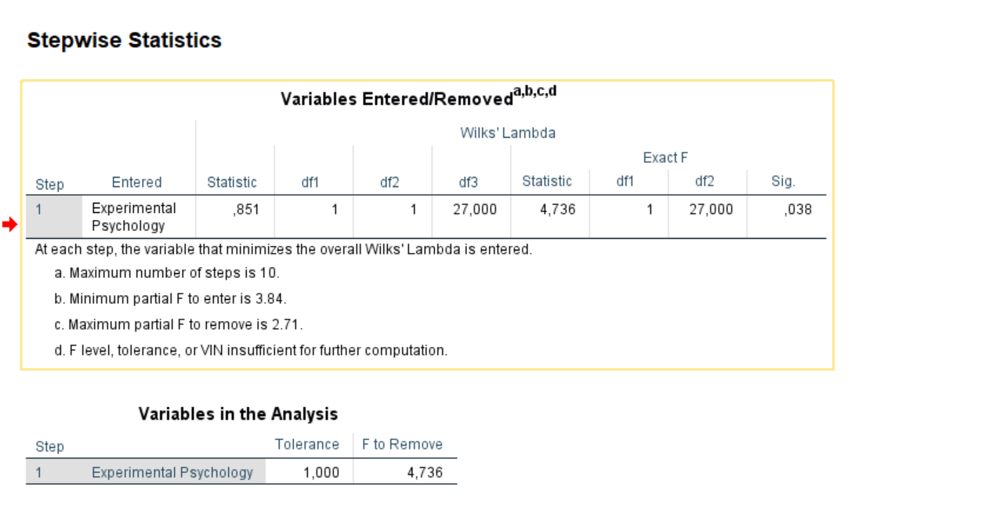 Stepwise Statistics
Variables Entered/Removeda,b,c,d
Wilks' Lambda
Exact F
Step Entered Statistic df1 df2 df3 Statistic df1 df2 Sig.
1 Experimental ,851 1 1 27,000 4,736 1 27,000 ,038
Psychology
At each step, the variable that minimizes the overall Wilks' Lambda is entered.
a. Maximum number of steps is 10.
b. Minimum partial F to enter is 3.84.
c. Maximum partial F to remove is 2.71.
d. F level, tolerance, or VIN insufficient for further computation.
Variables in the Analysis
Step Tolerance F to Remove
1 Experimental Psychology 1,000 4,736